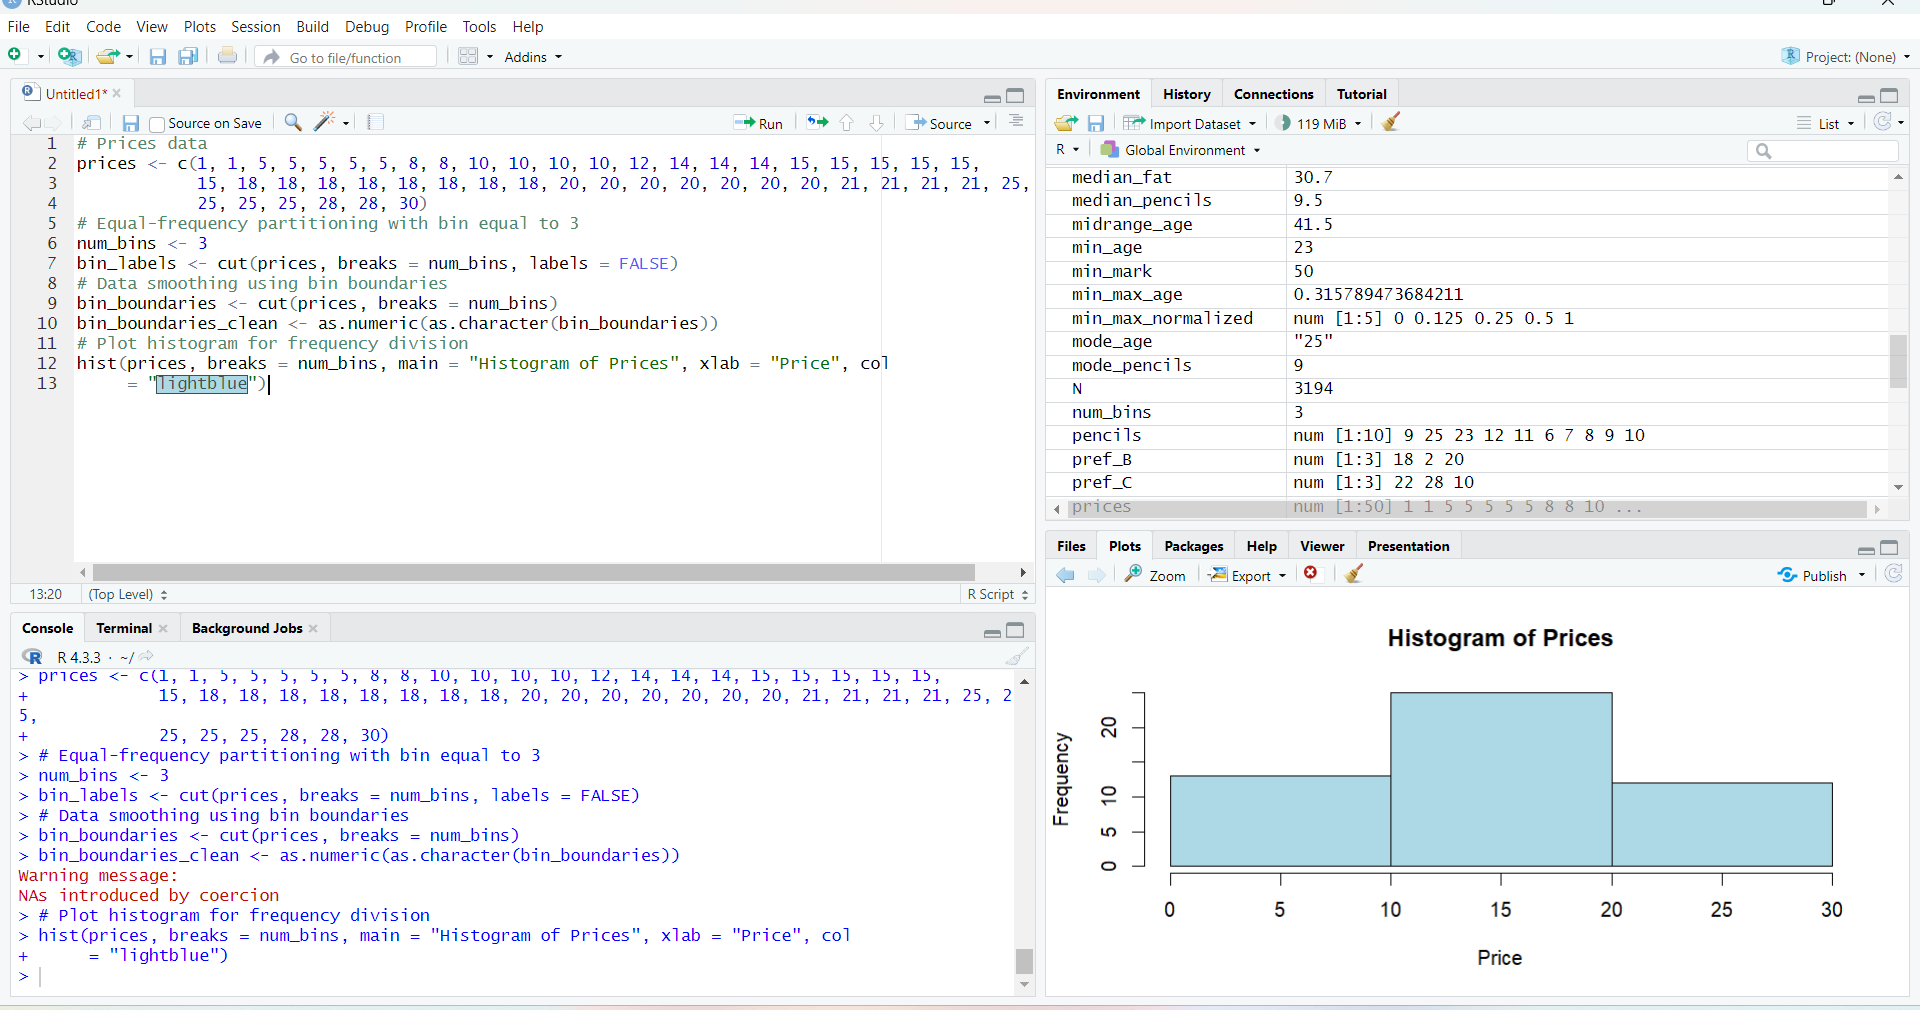 RStudio
File Edit Code View Plots Session Build Debug Profile Tools Help
Go to file/function Addins Project: (None)
Untitled1*
Source on Save Run Source
1 # Prices data
2 prices <- c(1, 1, 5, 5, 5, 5, 5, 8, 8, 10, 10, 10, 10, 12, 14, 14, 14, 15, 15, 15, 15, 15,
3 15, 18, 18, 18, 18, 18, 18, 18, 18, 20, 20, 20, 20, 20, 20, 20, 21, 21, 21, 21, 25,
4 25, 25, 25, 28, 28, 30)
5 # Equal-frequency partitioning with bin equal to 3
6 num_bins <- 3
7 bin_labels <- cut(prices, breaks = num_bins, labels = FALSE)
8 # Data smoothing using bin boundaries
9 bin_boundaries <- cut(prices, breaks = num_bins)
10 bin_boundaries_clean <- as.numeric(as.character(bin_boundaries))
11 # Plot histogram for frequency division
12 hist(prices, breaks = num_bins, main = "Histogram of Prices", xlab = "Price", col
13 = "lightblue")
13:20 (Top Level) R Script
Console Terminal Background Jobs
R 4.3.3 · ~/
> prices <- c(1, 1, 5, 5, 5, 5, 5, 8, 8, 10, 10, 10, 10, 12, 14, 14, 14, 15, 15, 15, 15, 15,
+ 15, 18, 18, 18, 18, 18, 18, 18, 18, 20, 20, 20, 20, 20, 20, 20, 21, 21, 21, 21, 25, 2
5,
+ 25, 25, 25, 28, 28, 30)
> # Equal-frequency partitioning with bin equal to 3
> num_bins <- 3
> bin_labels <- cut(prices, breaks = num_bins, labels = FALSE)
> # Data smoothing using bin boundaries
> bin_boundaries <- cut(prices, breaks = num_bins)
> bin_boundaries_clean <- as.numeric(as.character(bin_boundaries))
Warning message:
NAs introduced by coercion
> # Plot histogram for frequency division
> hist(prices, breaks = num_bins, main = "Histogram of Prices", xlab = "Price", col
+ = "lightblue")
>
Environment History Connections Tutorial
Import Dataset 119 MiB List
R Global Environment
median_fat 30.7
median_pencils 9.5
midrange_age 41.5
min_age 23
min_mark 50
min_max_age 0.315789473684211
min_max_normalized num [1:5] 0 0.125 0.25 0.5 1
mode_age "25"
mode_pencils 9
N 3194
num_bins 3
pencils num [1:10] 9 25 23 12 11 6 7 8 9 10
pref_B num [1:3] 18 2 20
pref_C num [1:3] 22 28 10
prices num [1:50] 1 1 5 5 5 5 5 8 8 10 ...
Files Plots Packages Help Viewer Presentation
Zoom Export Publish
Histogram of Prices
Frequency
20
10
5
0
0 5 10 15 20 25 30
Price